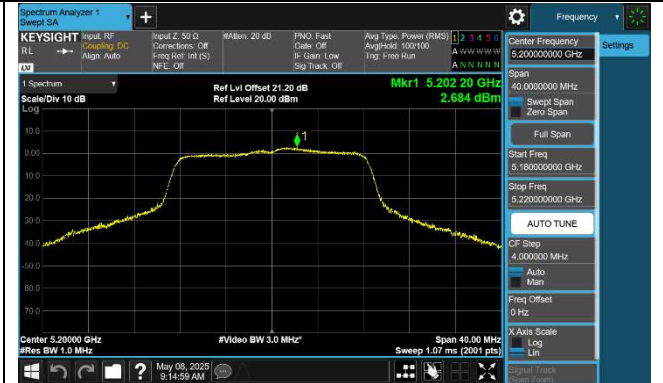 Spectrum Analyzer 1
Swept SA
Frequency
KEYSIGHT
RL
LXI
Input: RF
Coupling: DC
Align: Auto
Input Z: 50 Ω
Corrections: Off
Freq Ref: Int (S)
NFE: Off
#Atten: 20 dB
PNO: Fast
Gate: Off
IF Gain: Low
Sig Track: Off
Avg Type: Power (RMS)
Avg|Hold: 100/100
Trig: Free Run
1 2 3 4 5 6
A W W W W W
A N N N N N
1 Spectrum
Scale/Div 10 dB
Log
Ref Lvl Offset 21.20 dB
Ref Level 20.00 dBm
Mkr1 5.202 20 GHz
2.684 dBm
1
10.0
0.00
10.0
20.0
30.0
40.0
50.0
60.0
70.0
Center 5.20000 GHz
#Res BW 1.0 MHz
#Video BW 3.0 MHz*
Span 40.00 MHz
Sweep 1.07 ms (2001 pts)
Center Frequency
5.200000000 GHz
Settings
Span
40.0000000 MHz
Swept Span
Zero Span
Full Span
Start Freq
5.180000000 GHz
Stop Freq
5.220000000 GHz
AUTO TUNE
CF Step
4.000000 MHz
Auto
Man
Freq Offset
0 Hz
X Axis Scale
Log
Lin
Signal Track
(Span Zoom)
?
May 08, 2025
9:14:59 AM